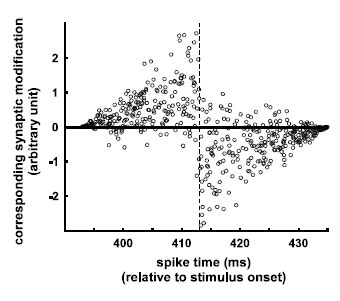 corresponding synaptic modification
(arbitrary unit)
2
1
0
-1
-2
400
410
420
430
spike time (ms)
(relative to stimulus onset)